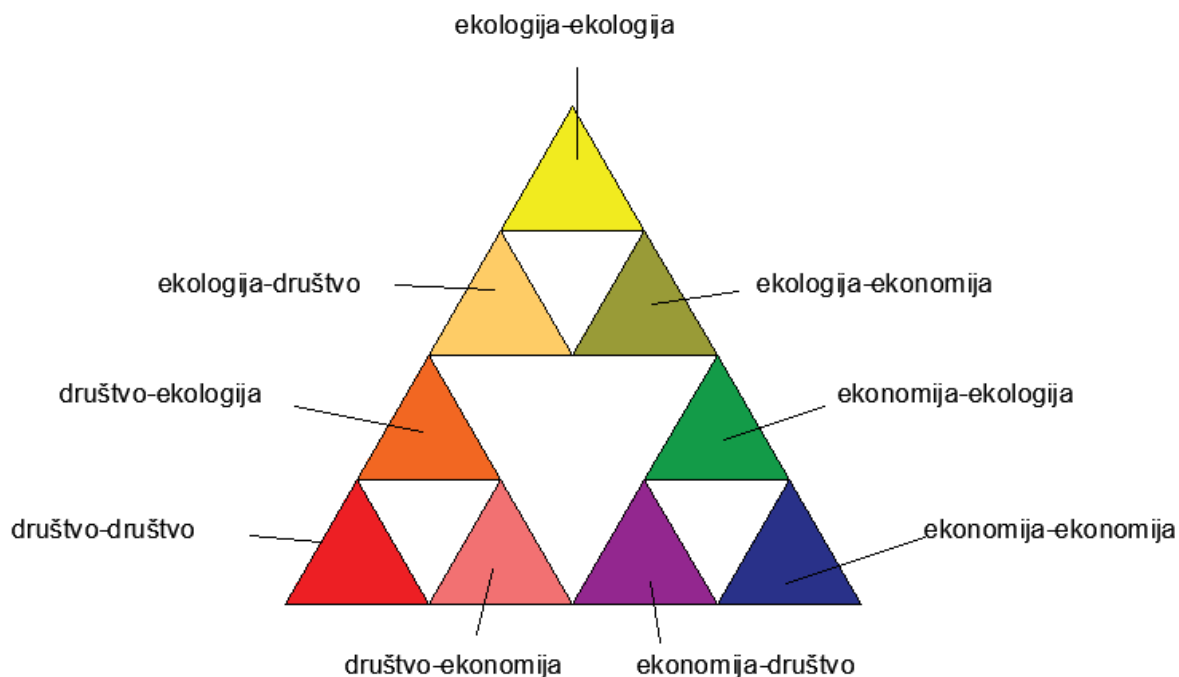 ekologija-ekologija
ekologija-društvo
ekologija-ekonomija
društvo-ekologija
ekonomija-ekologija
društvo-društvo
ekonomija-ekonomija
društvo-ekonomija
ekonomija-društvo